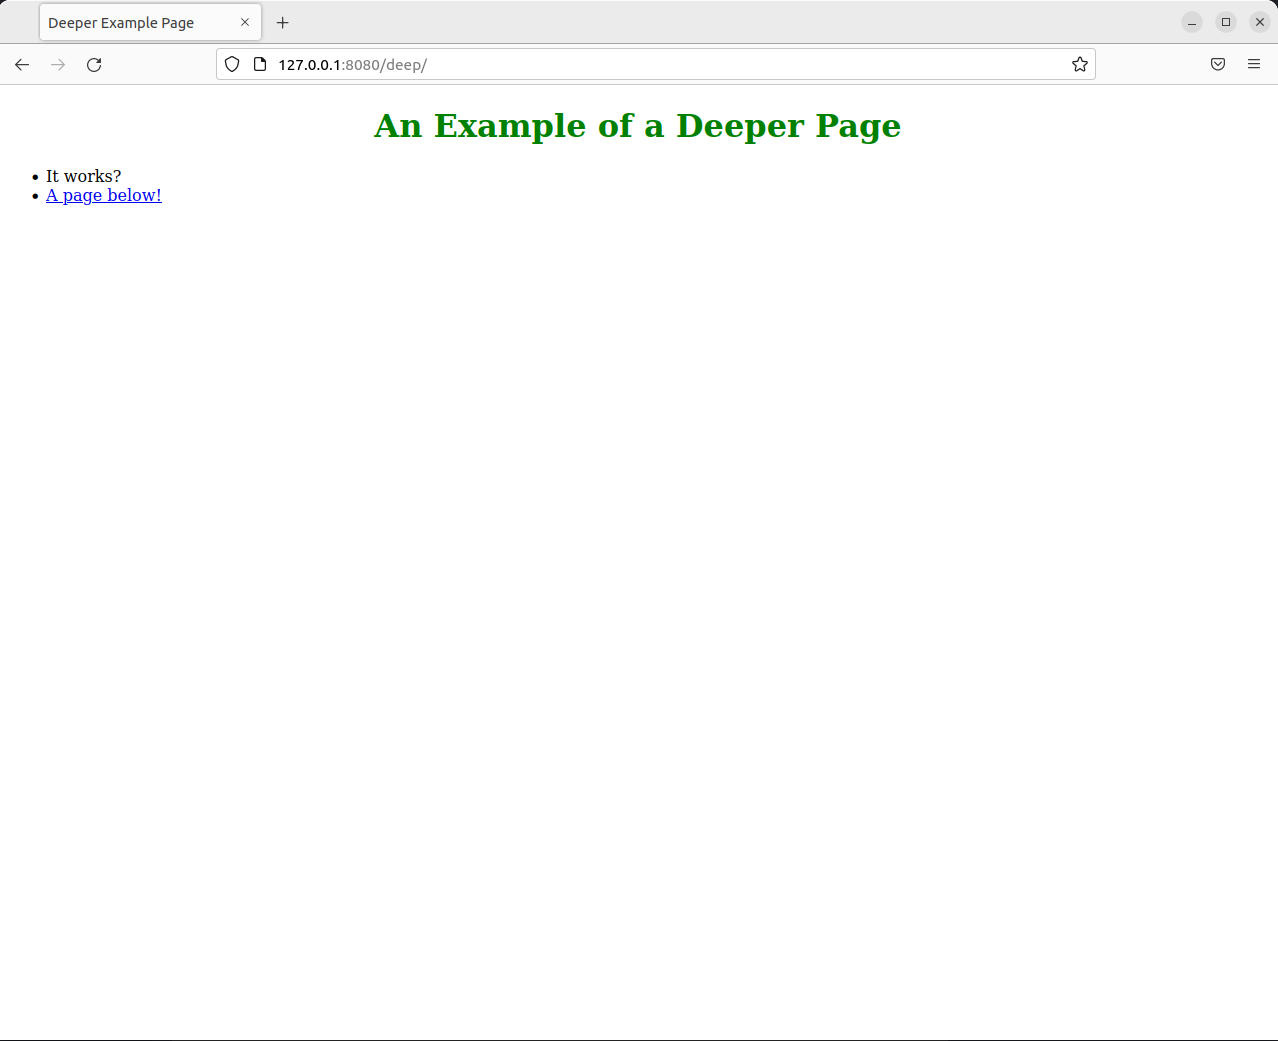 Deeper Example Page
127.0.0.1:8080/deep/
An Example of a Deeper Page
It works?
A page below!